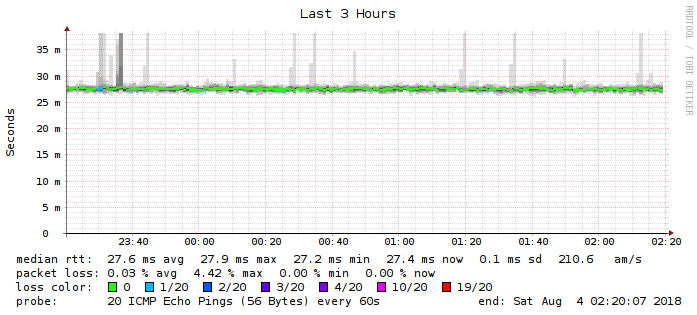 Last 3 Hours
RRDTOOL / TOBI OETIKER
Seconds
35 m
30 m
25 m
20 m
15 m
10 m
5 m
0
23:40 00:00 00:20 00:40 01:00 01:20 01:40 02:00 02:20
median rtt: 27.6 ms avg 27.9 ms max 27.2 ms min 27.4 ms now 0.1 ms sd 210.6 am/s
packet loss: 0.03 % avg 4.42 % max 0.00 % min 0.00 % now
loss color: 0 1/20 2/20 3/20 4/20 10/20 19/20
probe: 20 ICMP Echo Pings (56 Bytes) every 60s end: Sat Aug 4 02:20:07 2018